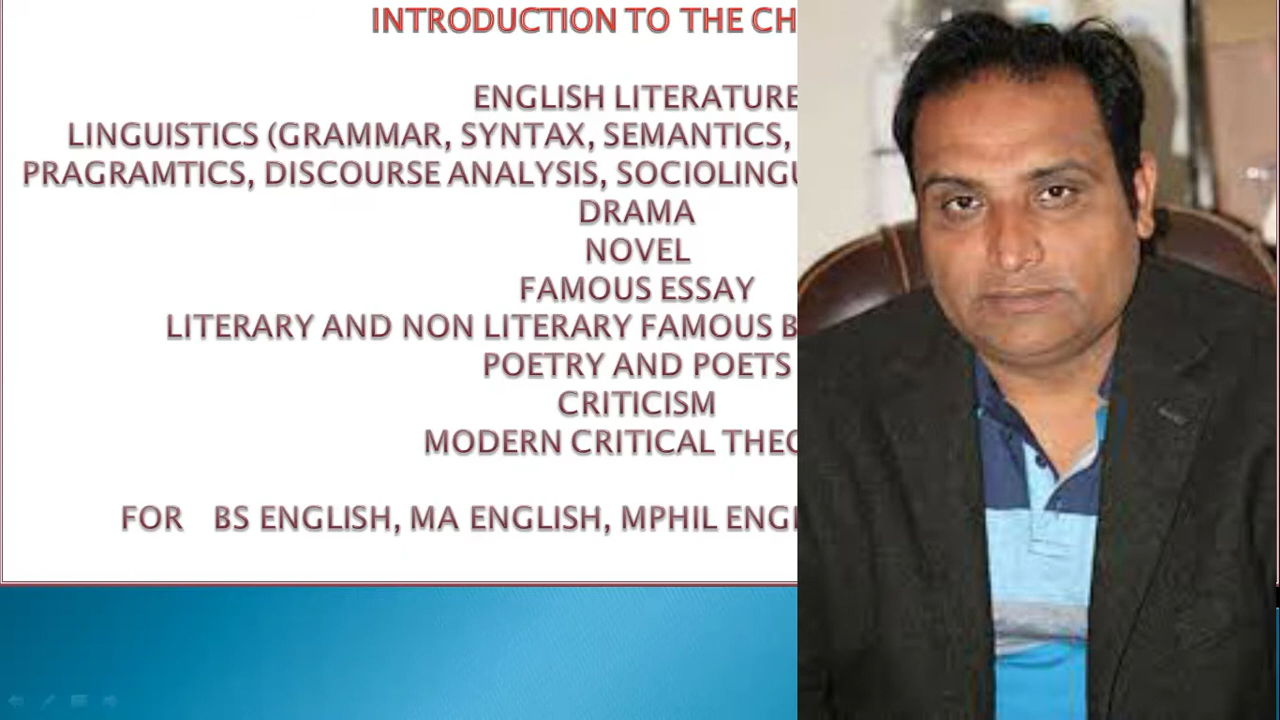 INTRODUCTION TO THE CH
ENGLISH LITERATURE
LINGUISTICS (GRAMMAR, SYNTAX, SEMANTICS,
PRAGRAMTICS, DISCOURSE ANALYSIS, SOCIOLINGU
DRAMA
NOVEL
FAMOUS ESSAY
LITERARY AND NON LITERARY FAMOUS B
POETRY AND POETS
CRITICISM
MODERN CRITICAL THEO
FOR BS ENGLISH, MA ENGLISH, MPHIL ENGL